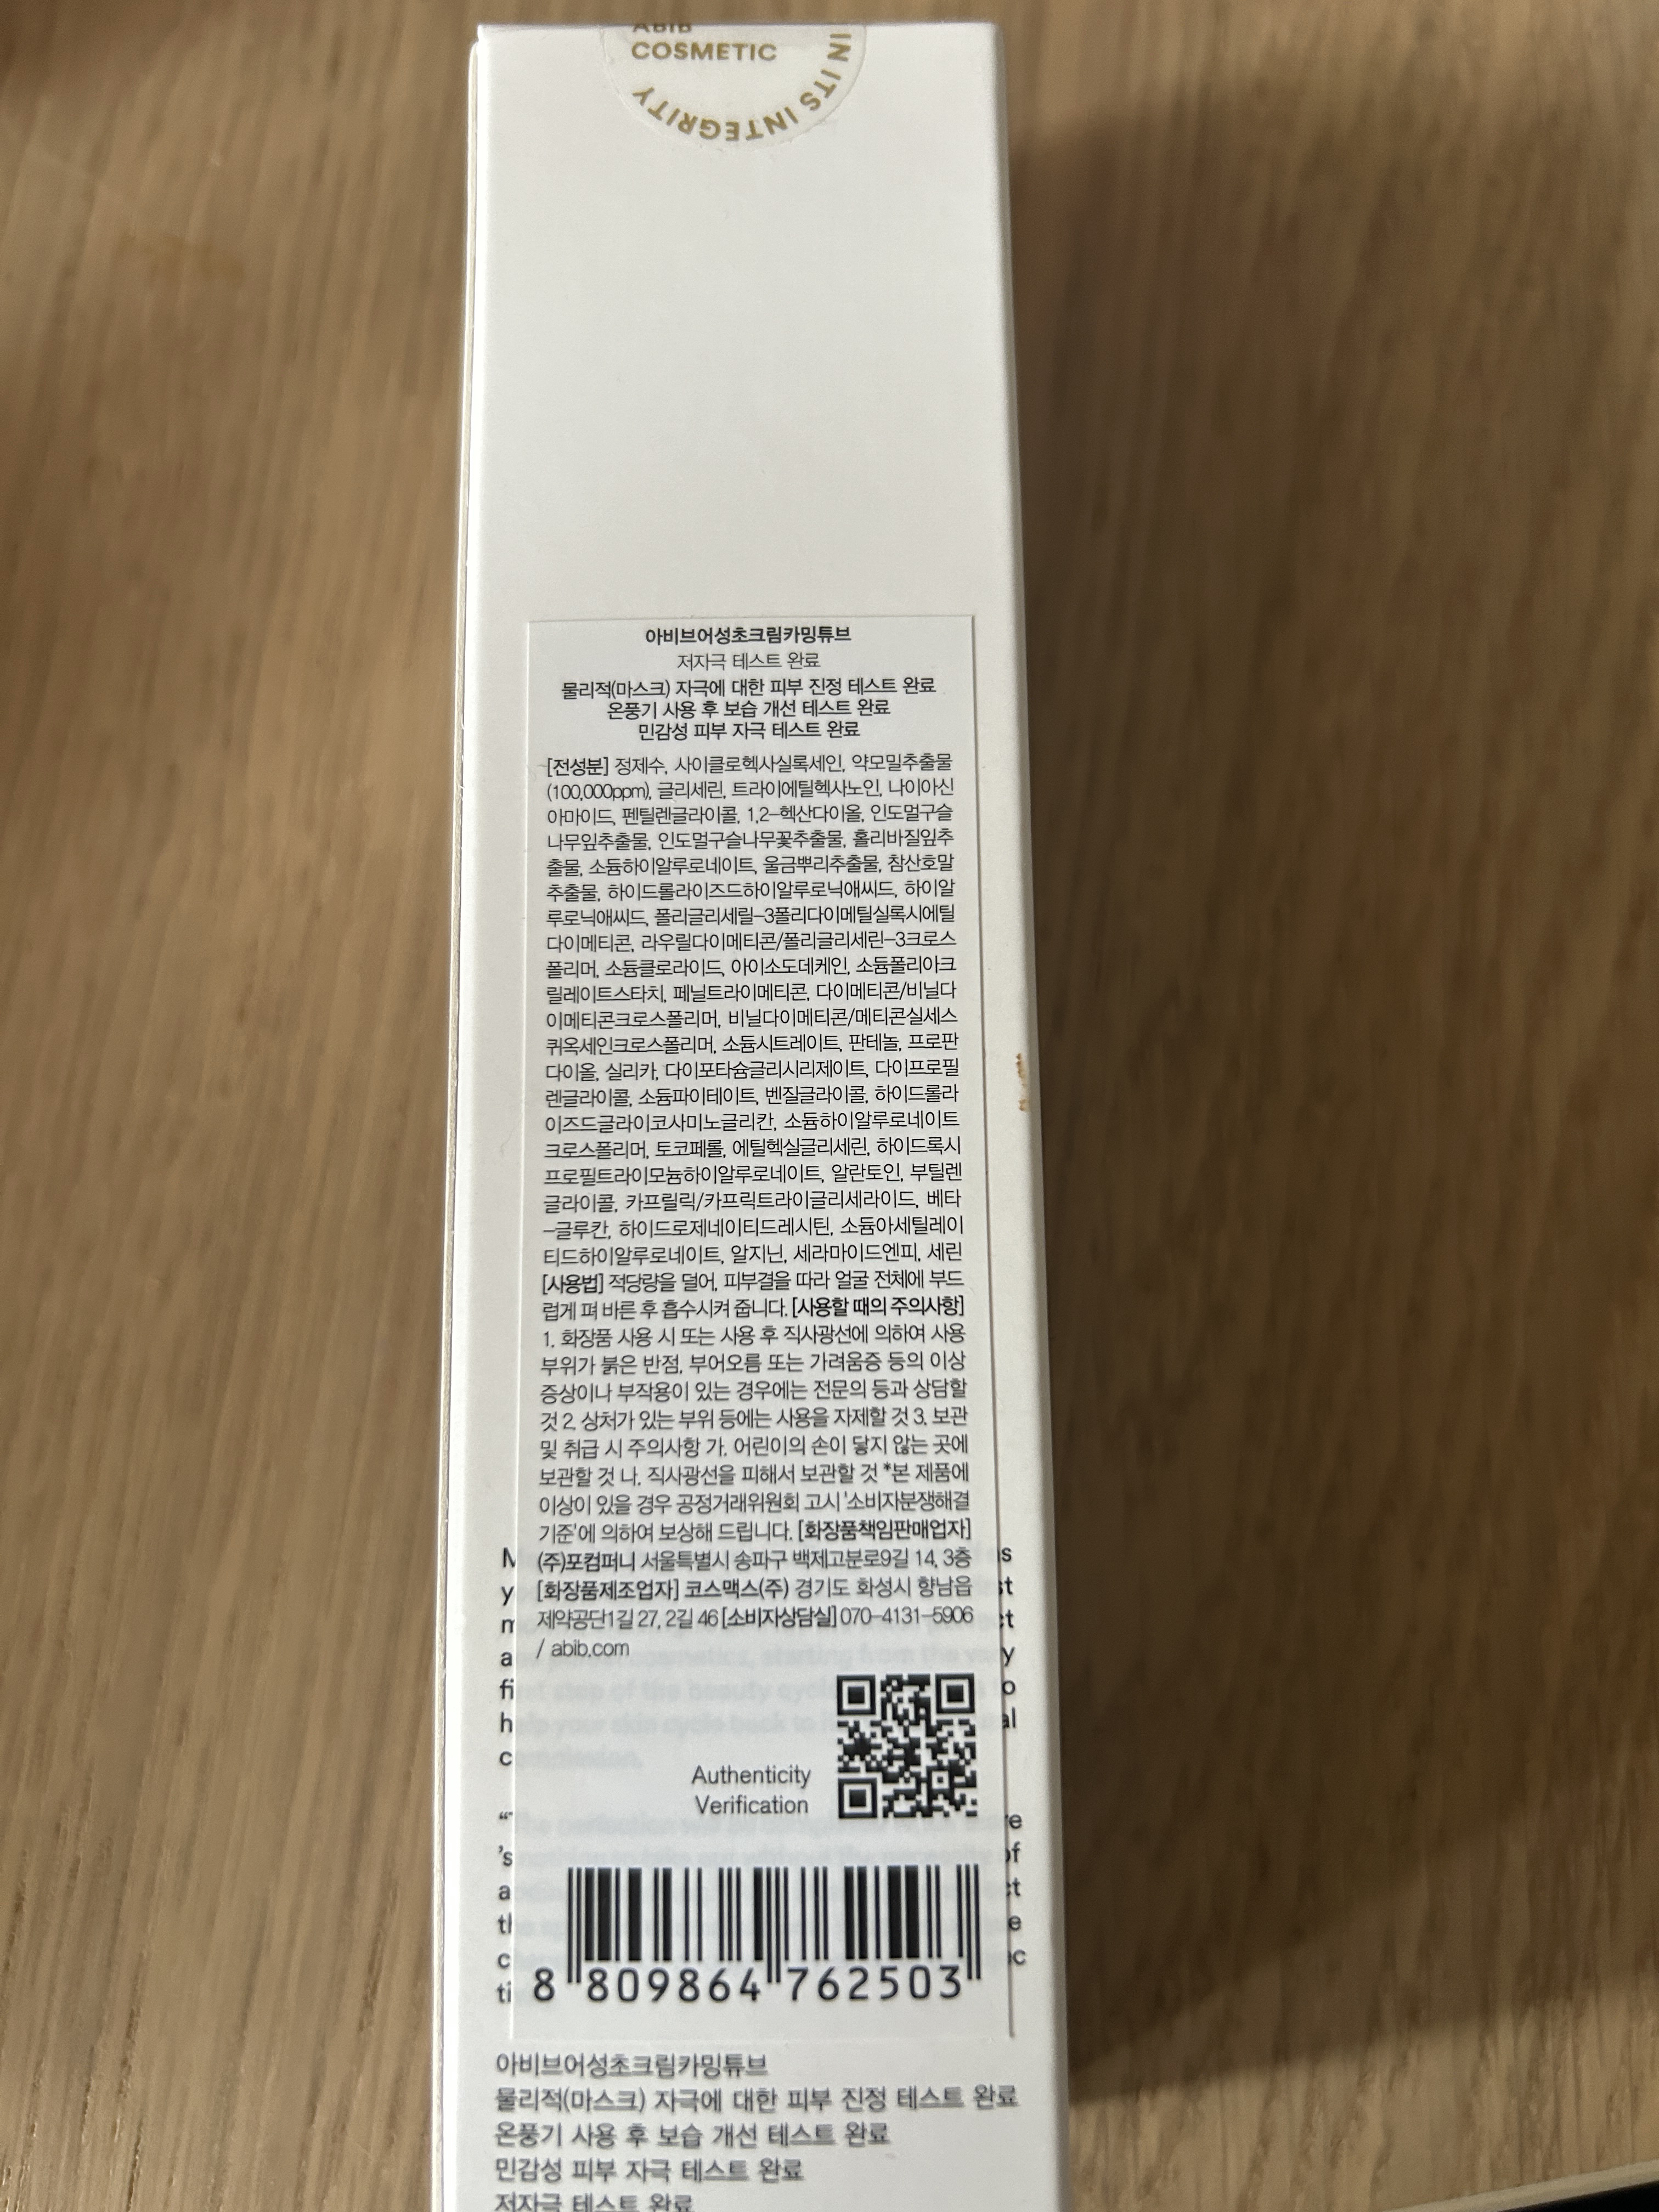 ABIB
COSMETIC
IN ITS INTEGRITY
아비브어성초크림카밍튜브
저자극 테스트 완료
물리적(마스크) 자극에 대한 피부 진정 테스트 완료
온풍기 사용 후 보습 개선 테스트 완료
민감성 피부 자극 테스트 완료
[전성분] 정제수, 사이클로헥사실록세인, 약모밀추출물
(100,000ppm), 글리세린, 트라이에틸헥사노인, 나이아신
아마이드, 펜틸렌글라이콜, 1,2-헥산다이올, 인도멀구슬
나무잎추출물, 인도멀구슬나무꽃추출물, 홀리바질잎추
출물, 소듐하이알루로네이트, 울금뿌리추출물, 참산호말
추출물, 하이드롤라이즈드하이알루로닉애씨드, 하이알
루로닉애씨드, 폴리글리세릴-3폴리다이메틸실록시에틸
다이메티콘, 라우릴다이메티콘/폴리글리세린-3크로스
폴리머, 소듐클로라이드, 아이소도데케인, 소듐폴리아크
릴레이트스타치, 페닐트라이메티콘, 다이메티콘/비닐다
이메티콘크로스폴리머, 비닐다이메티콘/메티콘실세스
퀴옥세인크로스폴리머, 소듐시트레이트, 판테놀, 프로판
다이올, 실리카, 다이포타슘글리시리제이트, 다이프로필
렌글라이콜, 소듐파이테이트, 벤질글라이콜, 하이드롤라
이즈드글라이코사미노글리칸, 소듐하이알루로네이트
크로스폴리머, 토코페롤, 에틸헥실글리세린, 하이드록시
프로필트라이모늄하이알루로네이트, 알란토인, 부틸렌
글라이콜, 카프릴릭/카프릭트라이글리세라이드, 베타
-글루칸, 하이드로제네이티드레시틴, 소듐아세틸레이
티드하이알루로네이트, 알지닌, 세라마이드엔피, 세린
[사용법] 적당량을 덜어, 피부결을 따라 얼굴 전체에 부드
럽게 펴 바른 후 흡수시켜 줍니다. [사용할 때의 주의사항]
1. 화장품 사용 시 또는 사용 후 직사광선에 의하여 사용
부위가 붉은 반점, 부어오름 또는 가려움증 등의 이상
증상이나 부작용이 있는 경우에는 전문의 등과 상담할
것 2. 상처가 있는 부위 등에는 사용을 자제할 것 3. 보관
및 취급 시 주의사항 가. 어린이의 손이 닿지 않는 곳에
보관할 것 나. 직사광선을 피해서 보관할 것 *본 제품에
이상이 있을 경우 공정거래위원회 고시 '소비자분쟁해결
기준'에 의하여 보상해 드립니다. [화장품책임판매업자]
(주)포컴퍼니 서울특별시 송파구 백제고분로9길 14, 3층
[화장품제조업자] 코스맥스(주) 경기도 화성시 향남읍
제약공단1길 27, 2길 46 [소비자상담실] 070-4131-5906
/ abib.com
Authenticity
Verification
8 809864 762503
아비브어성초크림카밍튜브
물리적(마스크) 자극에 대한 피부 진정 테스트 완료
온풍기 사용 후 보습 개선 테스트 완료
민감성 피부 자극 테스트 완료
저자극 테스트 완료